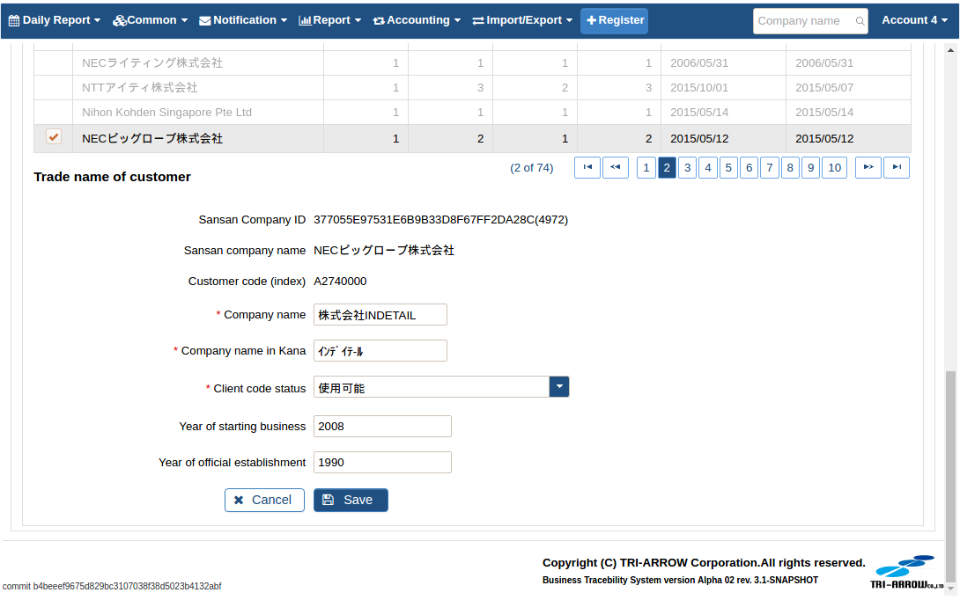 Daily Report Common Notification Report Accounting Import/Export Register Company name Account 4
NECライティング株式会社 1 1 1 1 2006/05/31 2006/05/31
NTTアイティ株式会社 1 3 2 3 2015/10/01 2015/05/07
Nihon Kohden Singapore Pte Ltd 1 1 1 1 2015/05/14 2015/05/14
NECビッグローブ株式会社 1 2 1 2 2015/05/12 2015/05/12
(2 of 74) 1 2 3 4 5 6 7 8 9 10
Trade name of customer
Sansan Company ID 377055E97531E6B9B33D8F67FF2DA28C(4972)
Sansan company name NECビッグローブ株式会社
Customer code (index) A2740000
* Company name 株式会社INDETAIL
* Company name in Kana ｲﾝﾃﾞｲﾃｰﾙ
* Client code status 使用可能
Year of starting business 2008
Year of official establishment 1990
Cancel Save
Copyright (C) TRI-ARROW Corporation.All rights reserved.
Business Tracebility System version Alpha 02 rev. 3.1-SNAPSHOT
TRI-ARROW CO.,LTD
commit b4beeef9675d829bc3107038f38d5023b4132abf